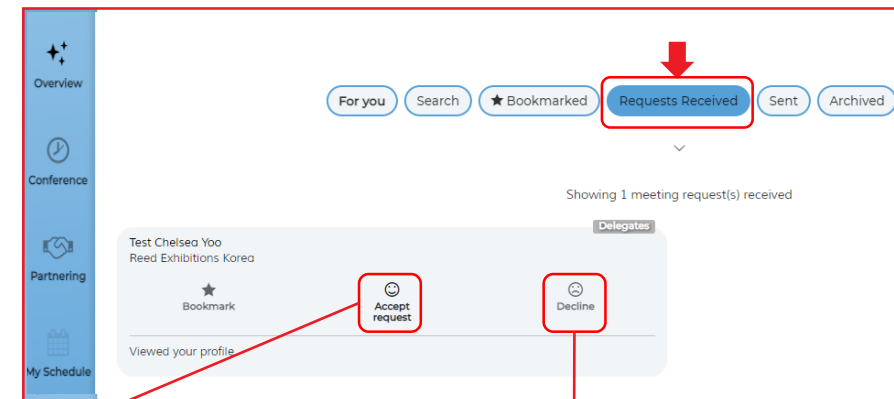 Overview
Conference
Partnering
My Schedule
For you Search Bookmarked Requests Received Sent Archived
Showing 1 meeting request(s) received
Delegates
Test Chelsea Yoo
Reed Exhibitions Korea
Bookmark
Accept
request
Decline
Viewed your profile